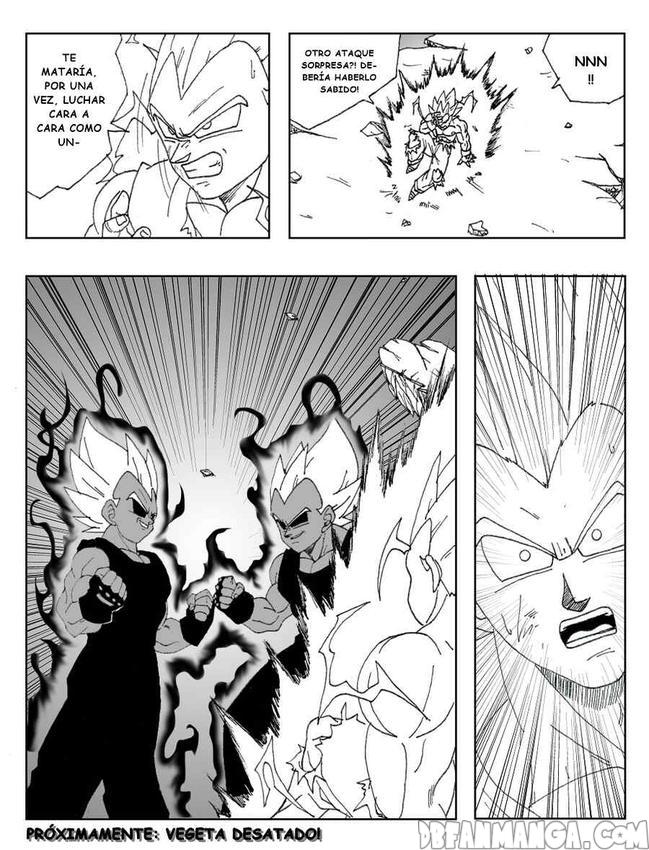 TE
MATARÍA,
POR UNA
VEZ, LUCHAR
CARA A
CARA COMO
UN-
OTRO ATAQUE
SORPRESA?! DE-
BERÍA HABERLO
SABIDO!
NNN
!!
PRÓXIMAMENTE: VEGETA DESATADO!
DBFANMANGA.COM